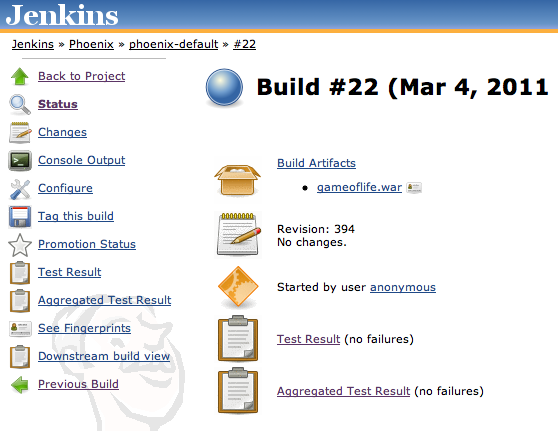 Jenkins
Jenkins » Phoenix » phoenix-default » #22
Back to Project
Status
Changes
Console Output
Configure
Tag this build
Promotion Status
Test Result
Aggregated Test Result
See Fingerprints
Downstream build view
Previous Build
Build #22 (Mar 4, 2011
Build Artifacts
• gameoflife.war
Revision: 394
No changes.
Started by user anonymous
Test Result (no failures)
Aggregated Test Result (no failures)